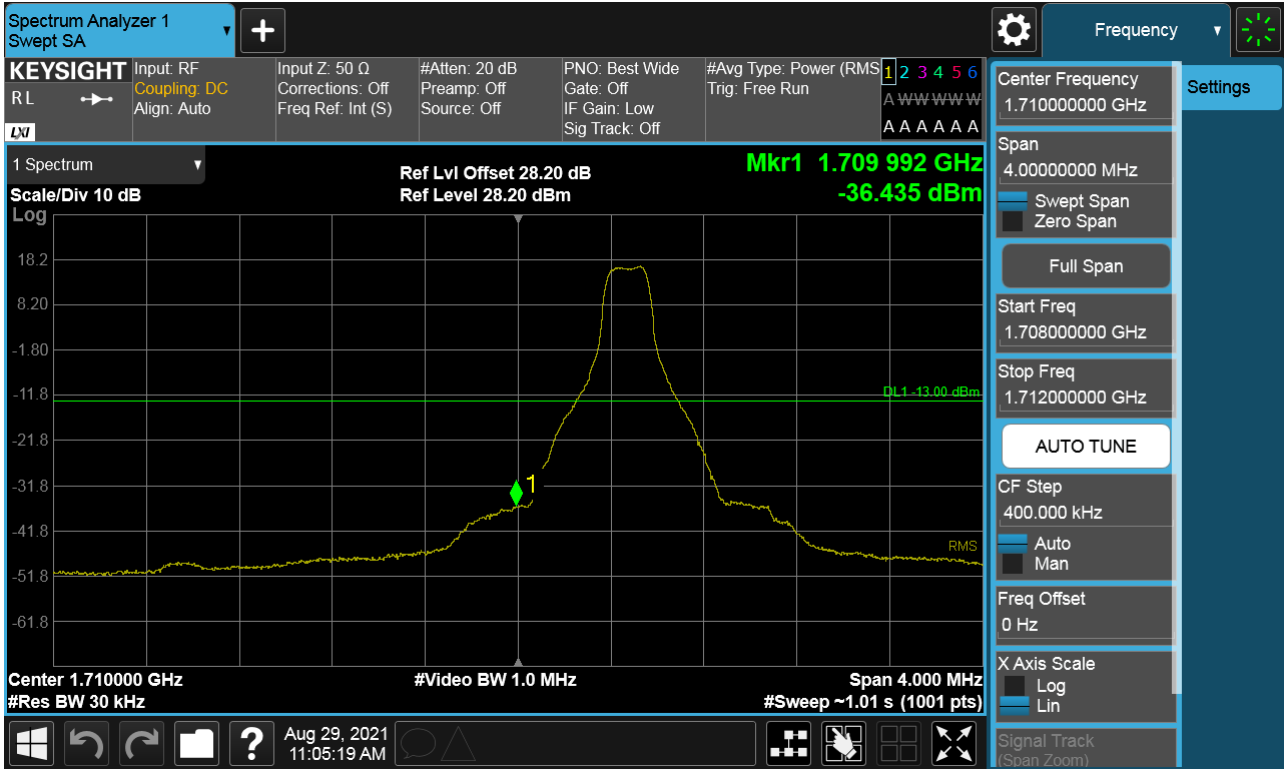 Spectrum Analyzer 1
Swept SA
+
Frequency
KEYSIGHT
R L
LXI
Input: RF
Coupling: DC
Align: Auto
Input Z: 50 Ω
Corrections: Off
Freq Ref: Int (S)
#Atten: 20 dB
Preamp: Off
Source: Off
PNO: Best Wide
Gate: Off
IF Gain: Low
Sig Track: Off
#Avg Type: Power (RMS
Trig: Free Run
1 2 3 4 5 6
A W W W W W
A A A A A A
1 Spectrum
Scale/Div 10 dB
Log
Ref Lvl Offset 28.20 dB
Ref Level 28.20 dBm
Mkr1 1.709 992 GHz
-36.435 dBm
18.2
8.20
-1.80
-11.8
-21.8
-31.8
-41.8
-51.8
-61.8
DL1 -13.00 dBm
1
RMS
Center 1.710000 GHz
#Video BW 1.0 MHz
Span 4.000 MHz
#Res BW 30 kHz
#Sweep ~1.01 s (1001 pts)
Center Frequency
1.710000000 GHz
Span
4.00000000 MHz
Swept Span
Zero Span
Full Span
Start Freq
1.708000000 GHz
Stop Freq
1.712000000 GHz
AUTO TUNE
CF Step
400.000 kHz
Auto
Man
Freq Offset
0 Hz
X Axis Scale
Log
Lin
Signal Track
(Span Zoom)
Settings
?
Aug 29, 2021
11:05:19 AM